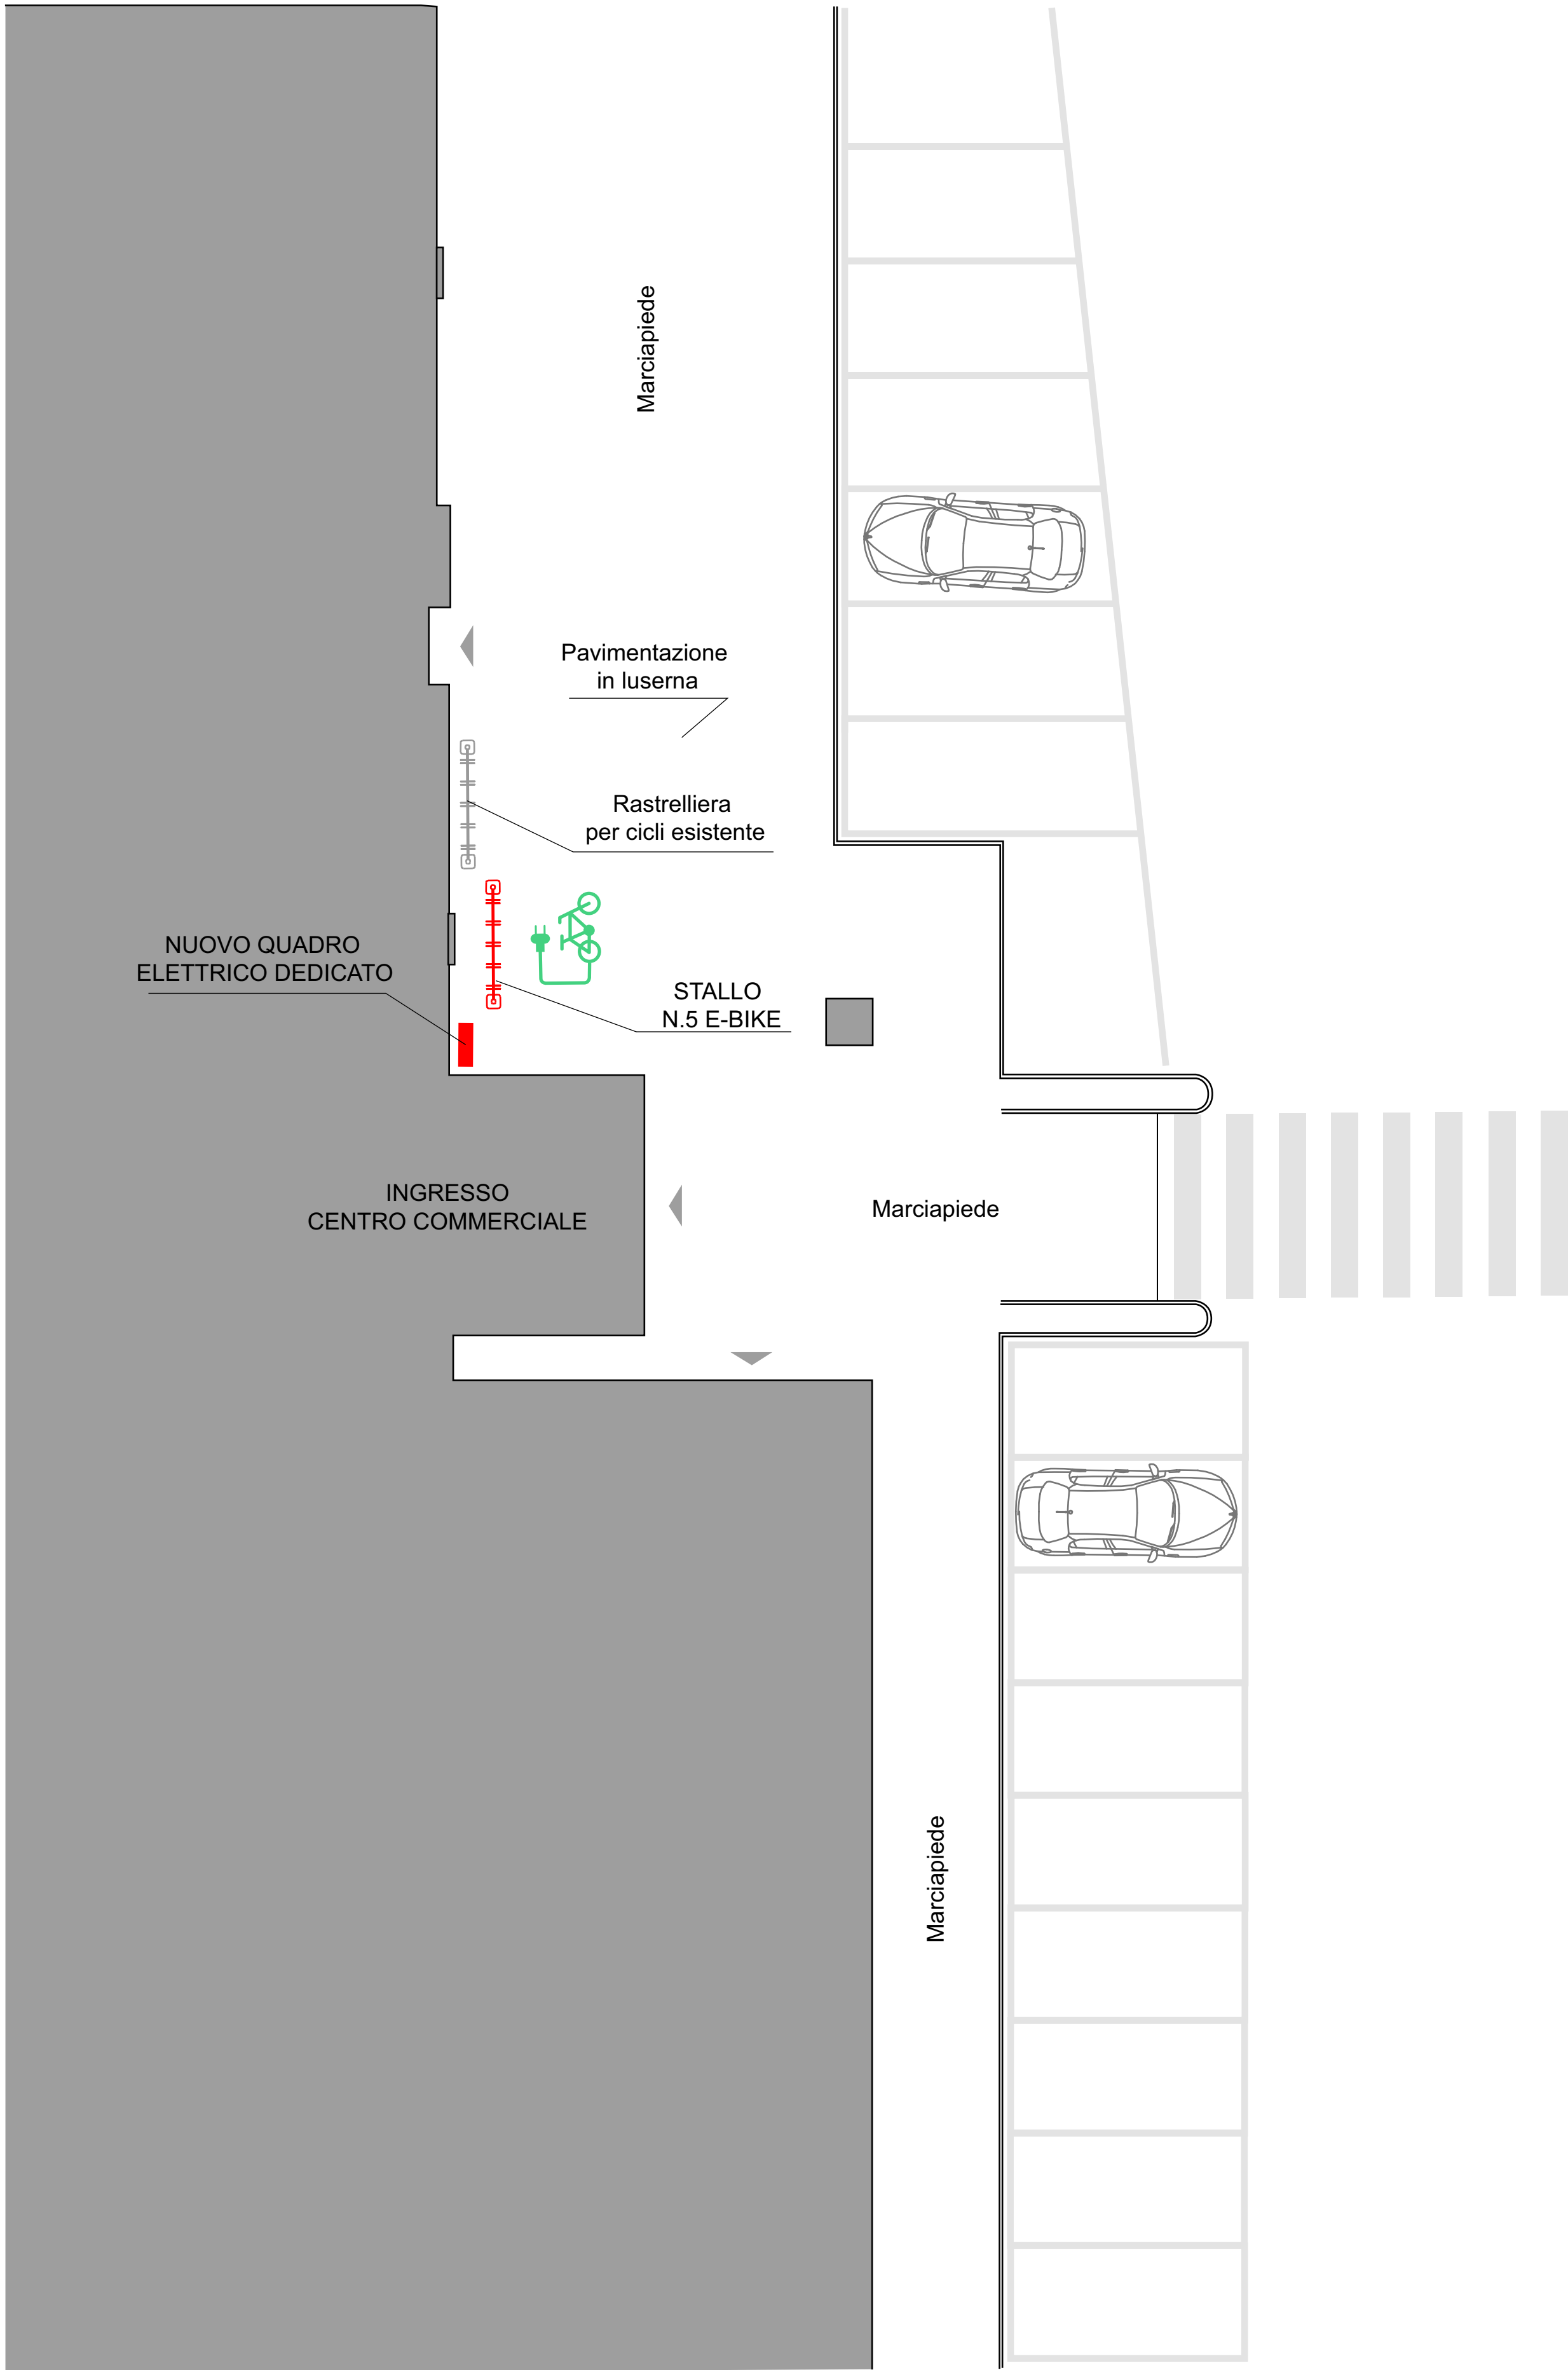 Marciapiede
Pavimentazione
in luserna
Rastrelliera
per cicli esistente
NUOVO QUADRO
ELETTRICO DEDICATO
STALLO
N.5 E-BIKE
INGRESSO
CENTRO COMMERCIALE
Marciapiede
Marciapiede